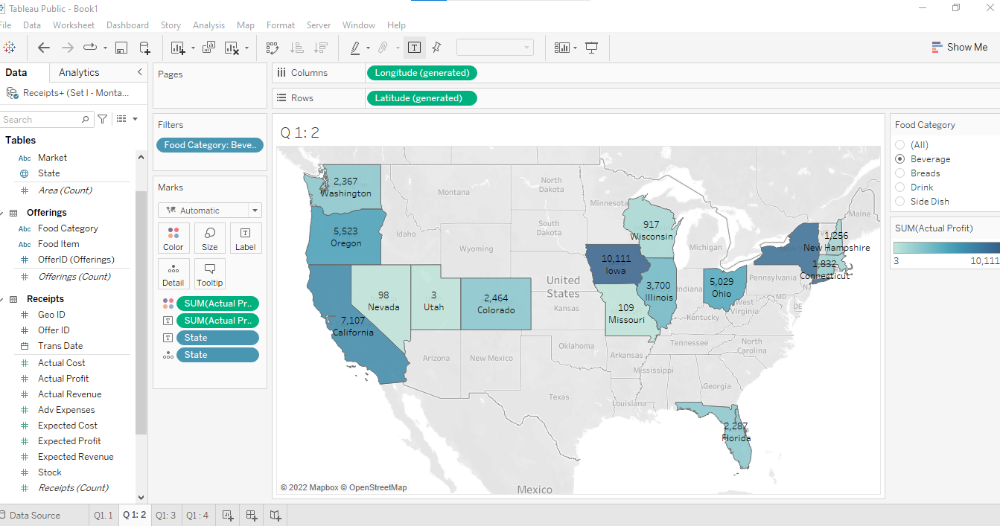 Tableau Public - Book1
File Data Worksheet Dashboard Story Analysis Map Format Server Window Help
Show Me
Data Analytics
Receipts+ (Set I - Monta...
Search
Tables
Abc Market
State
# Area (Count)
Offerings
Abc Food Category
Abc Food Item
# OfferID (Offerings)
# Offerings (Count)
Receipts
# Geo ID
# Offer ID
Trans Date
# Actual Cost
# Actual Profit
# Actual Revenue
# Adv Expenses
# Expected Cost
# Expected Profit
# Expected Revenue
# Stock
# Receipts (Count)
Pages
Filters
Food Category: Beve..
Marks
Automatic
Color Size Label
Detail Tooltip
SUM(Actual Pr..
SUM(Actual Pr..
State
State
Columns Longitude (generated)
Rows Latitude (generated)
Q 1: 2
2,367
Washington
5,523
Oregon
7,107
California
98
Nevada
3
Utah
2,464
Colorado
10,111
Iowa
917
Wisconsin
3,700
Illinois
109
Missouri
5,029
Ohio
1,256
New Hampshire
1,832
Connecticut
2,287
Florida
Montana
North
Dakota
Minnesota
South
Dakota
Idaho
Wyoming
Michigan
Maine
United
States
Kansas
Indiana
Pennsylvania
NJ
MD
DE
West
Virginia
Kentucky
Tennessee
North
Carolina
Oklahoma
Arkansas
Arizona
New Mexico
Mississippi
Georgia
Texas
Louisiana
Mexico
© 2022 Mapbox © OpenStreetMap
Food Category
(All)
Beverage
Breads
Drink
Side Dish
SUM(Actual Profit)
3 10,111
Data Source Q1. 1 Q 1: 2 Q1: 3 Q1 : 4